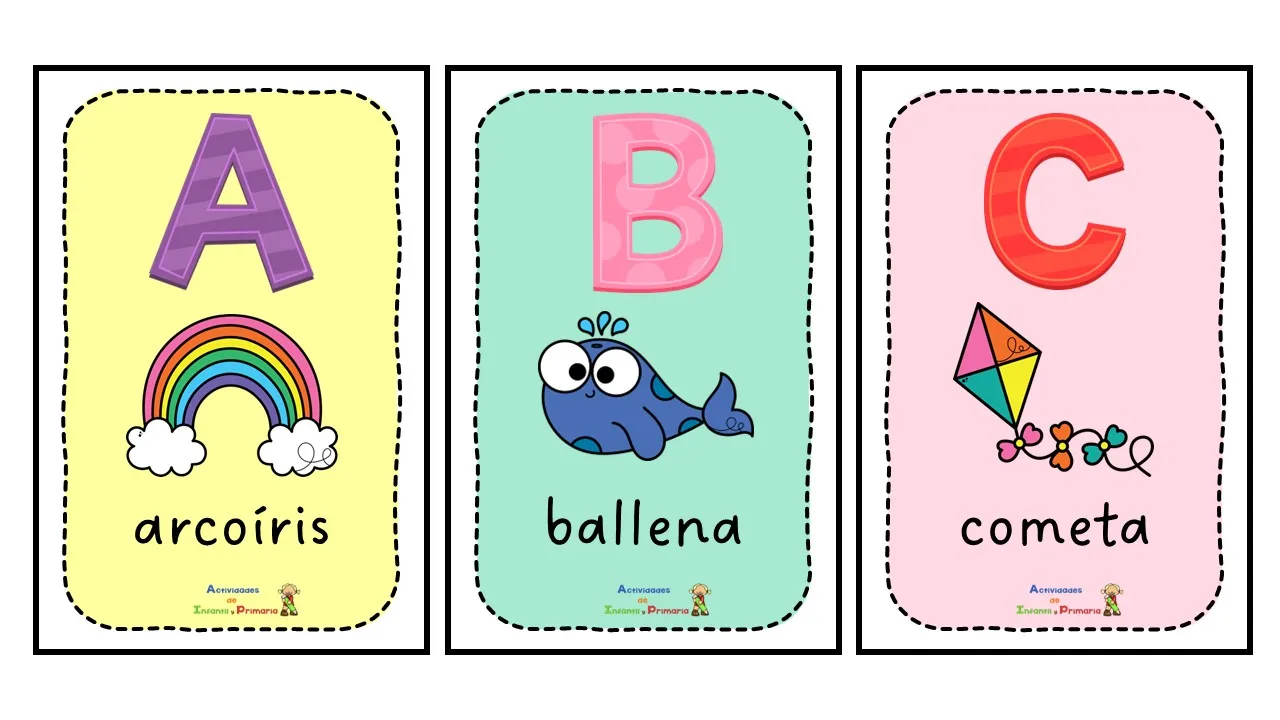 A
arcoíris
Actividades
de
Infantil y Primaria
B
ballena
Actividades
de
Infantil y Primaria
C
cometa
Actividades
de
Infantil y Primaria